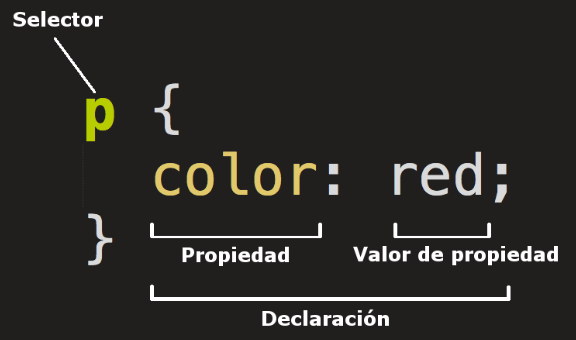 Selector
p {
color: red;
}
Propiedad
Valor de propiedad
Declaración